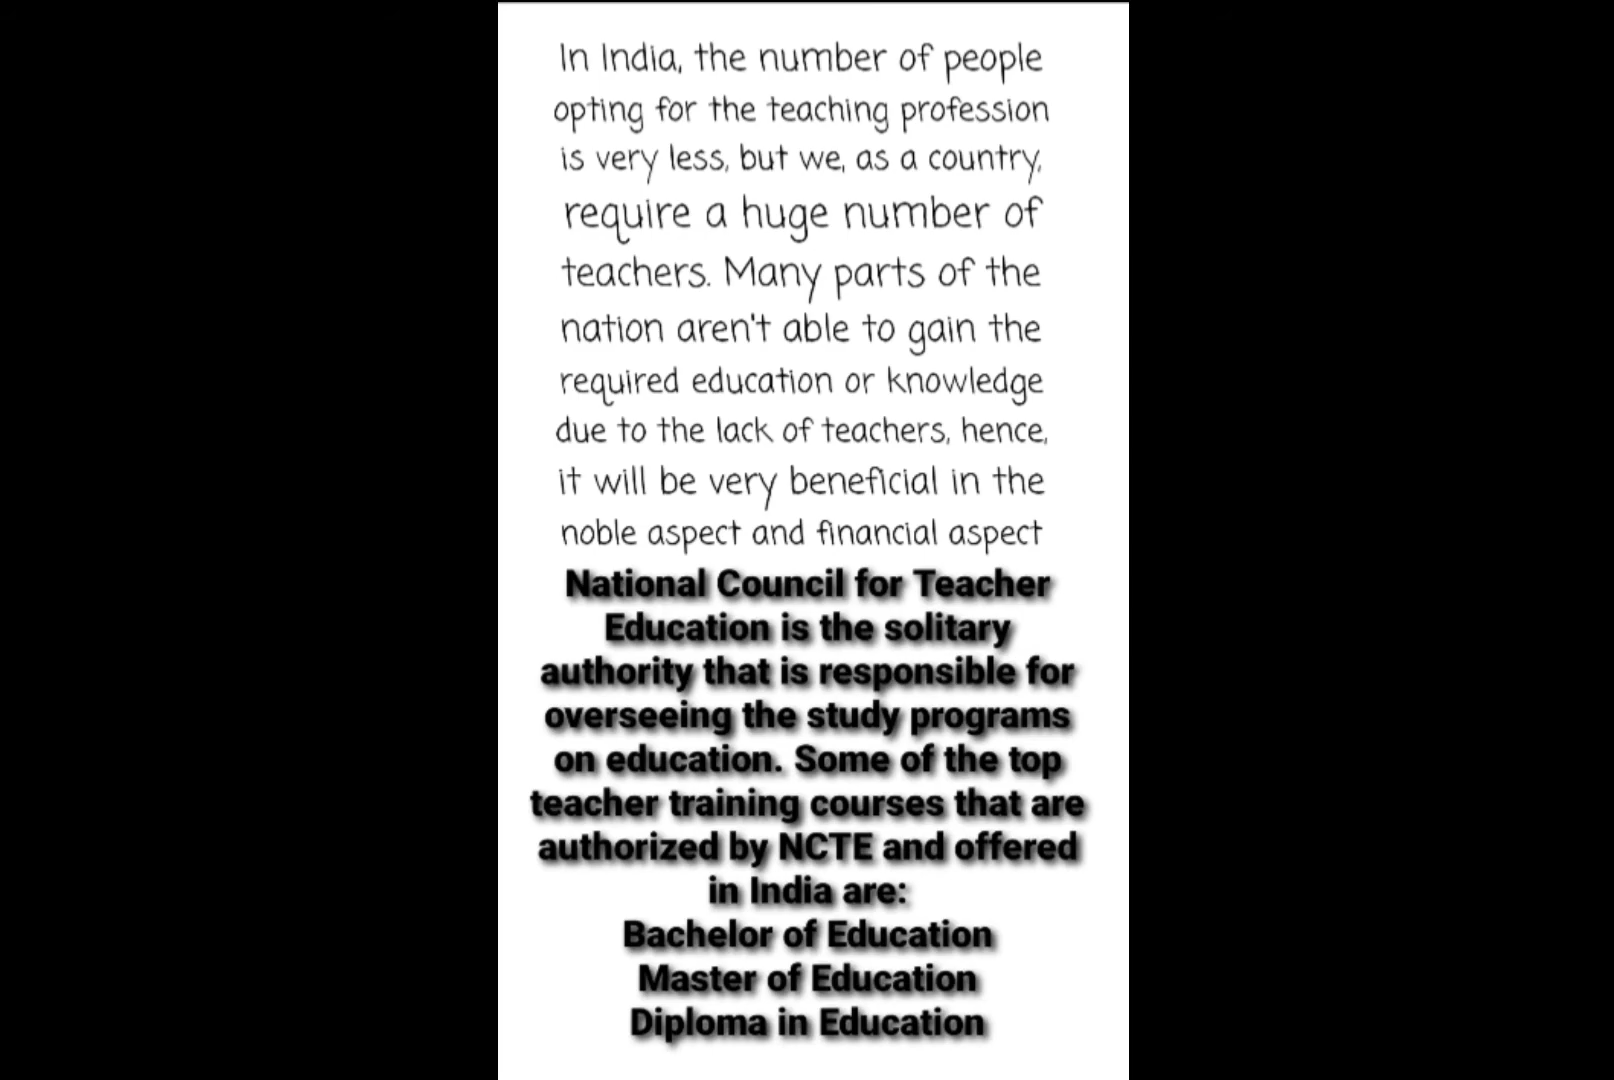 In India, the number of people
opting for the teaching profession
is very less, but we, as a country,
require a huge number of
teachers. Many parts of the
nation aren't able to gain the
required education or knowledge
due to the lack of teachers, hence,
it will be very beneficial in the
noble aspect and financial aspect
National Council for Teacher
Education is the solitary
authority that is responsible for
overseeing the study programs
on education. Some of the top
teacher training courses that are
authorized by NCTE and offered
in India are:
Bachelor of Education
Master of Education
Diploma in Education